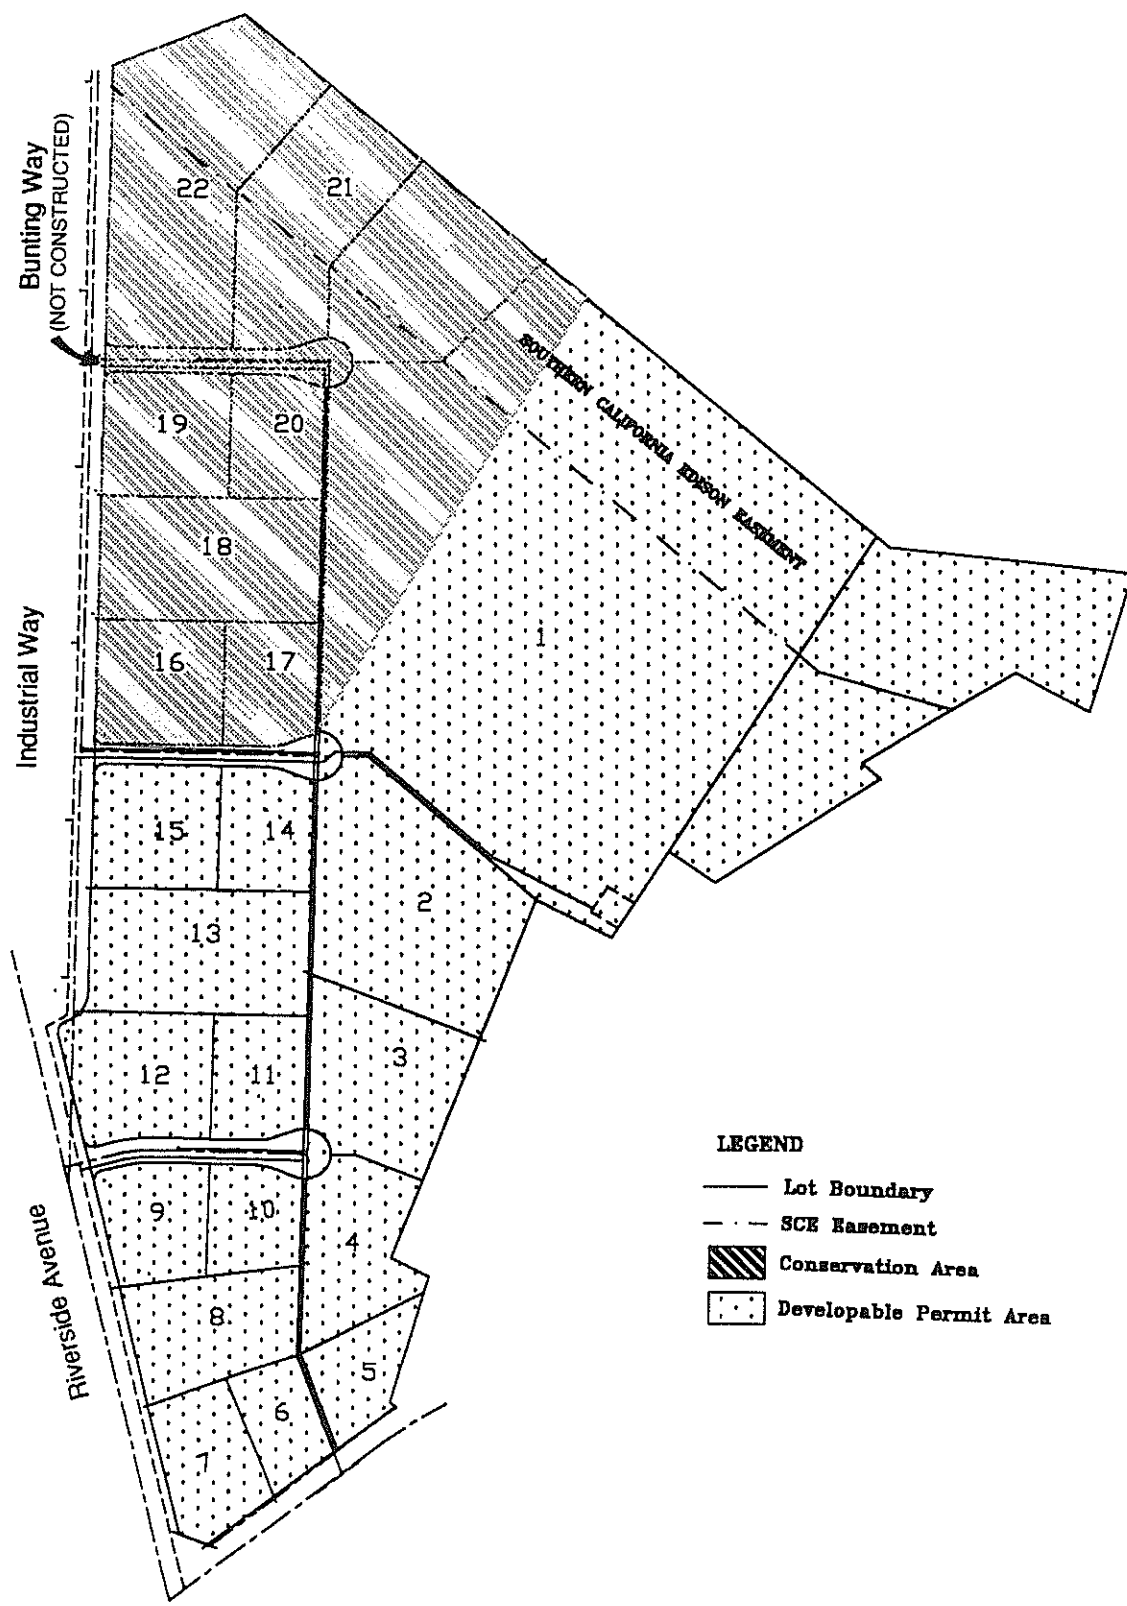 Bunting Way
(NOT CONSTRUCTED)
22
21
19
20
SOUTHERN CALIFORNIA EDISON EASEMENT
18
Industrial Way
16
17
1
15
14
2
13
3
12
11
9
10
4
Riverside Avenue
8
5
6
7
LEGEND
Lot Boundary
SCE Easement
Conservation Area
Developable Permit Area